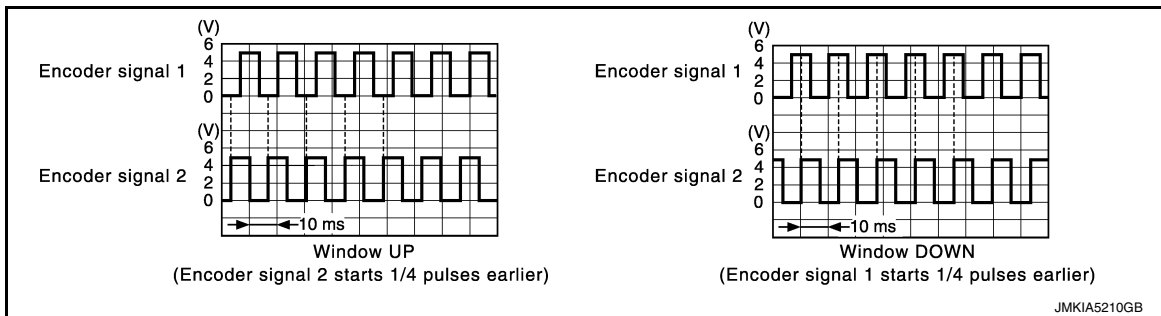 (V)
6
4
2
0
Encoder signal 1
(V)
6
4
2
0
Encoder signal 2
10 ms
Window UP
(Encoder signal 2 starts 1/4 pulses earlier)
(V)
6
4
2
0
Encoder signal 1
(V)
6
4
2
0
Encoder signal 2
10 ms
Window DOWN
(Encoder signal 1 starts 1/4 pulses earlier)
JMKIA5210GB